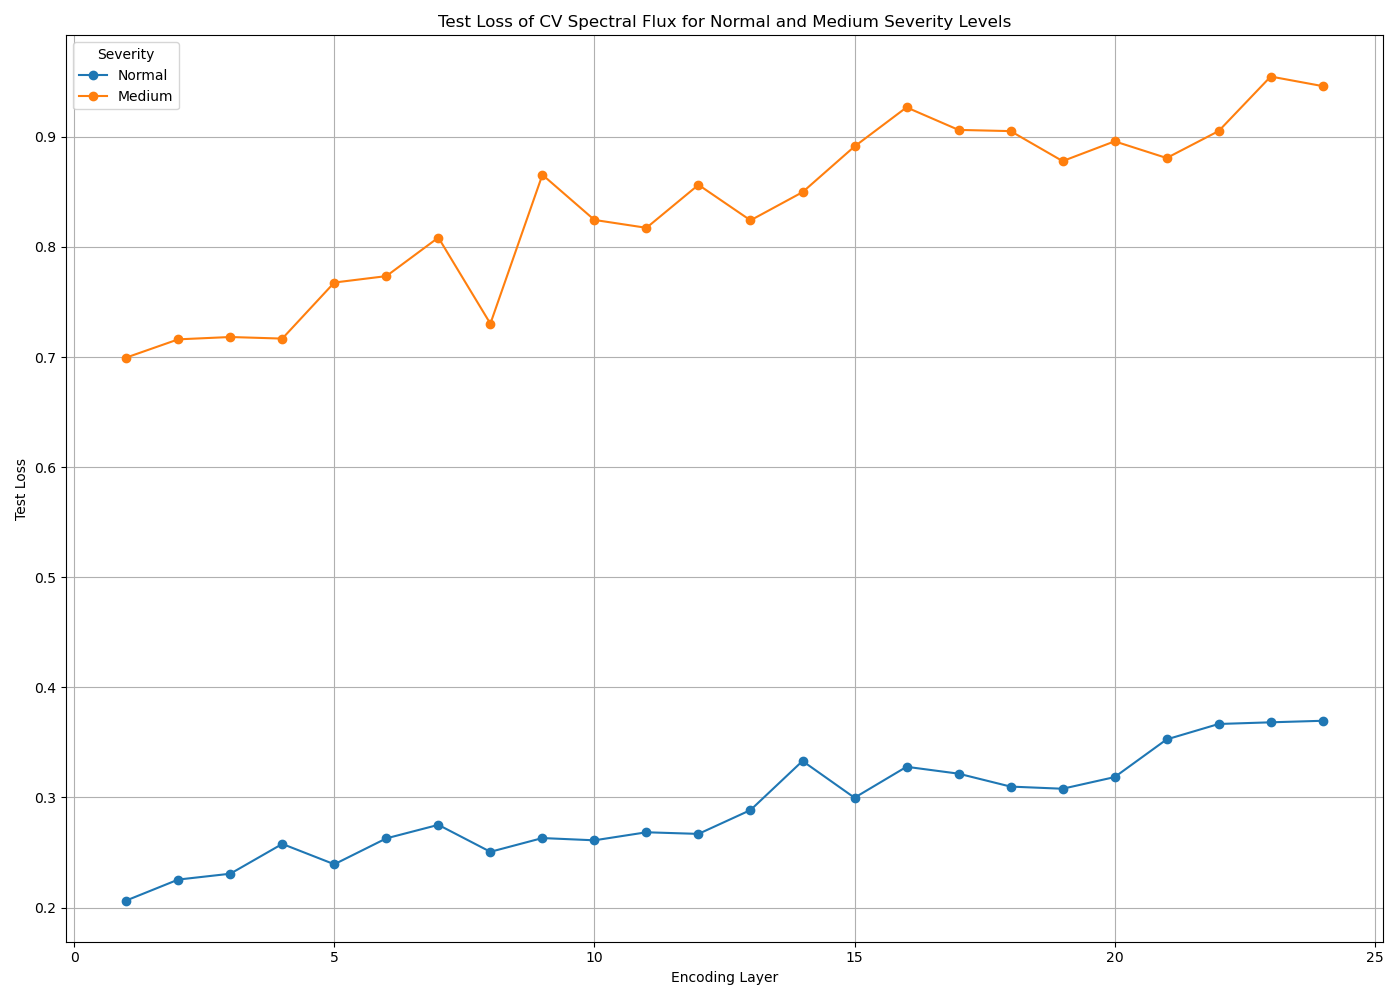 Test Loss of CV Spectral Flux for Normal and Medium Severity Levels
Severity
Normal
Medium
0.9
0.8
0.7
0.6
0.5
0.4
0.3
0.2
Test Loss
0 5 10 15 20 25
Encoding Layer